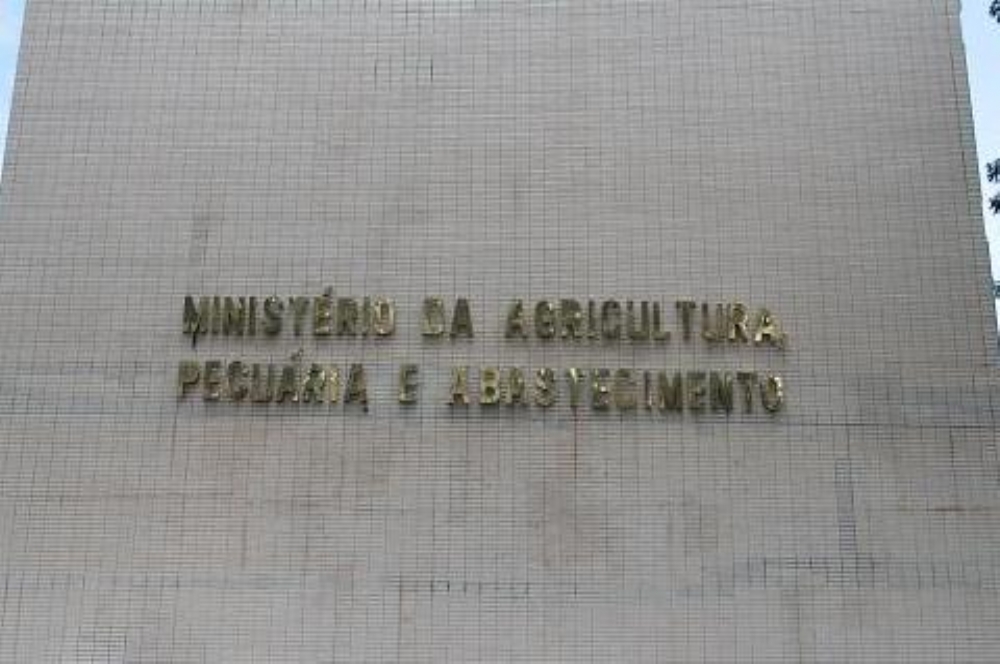 MINISTÉRIO DA AGRICULTURA,
PECUÁRIA E ABASTECIMENTO